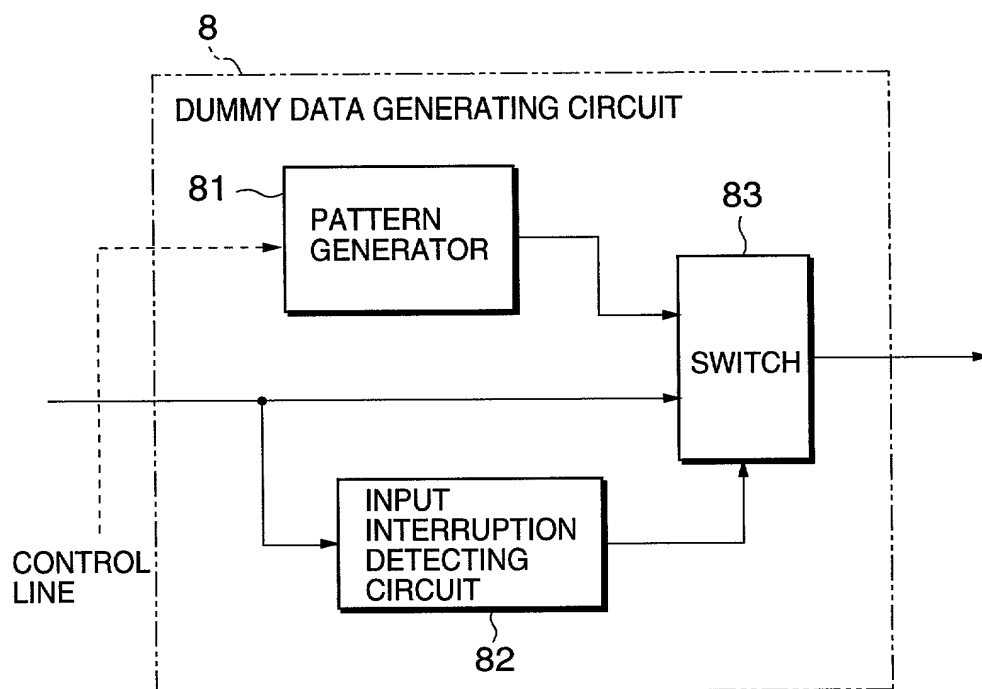 8
DUMMY DATA GENERATING CIRCUIT
81
PATTERN
GENERATOR
83
SWITCH
INPUT
INTERRUPTION
DETECTING
CIRCUIT
82
CONTROL
LINE